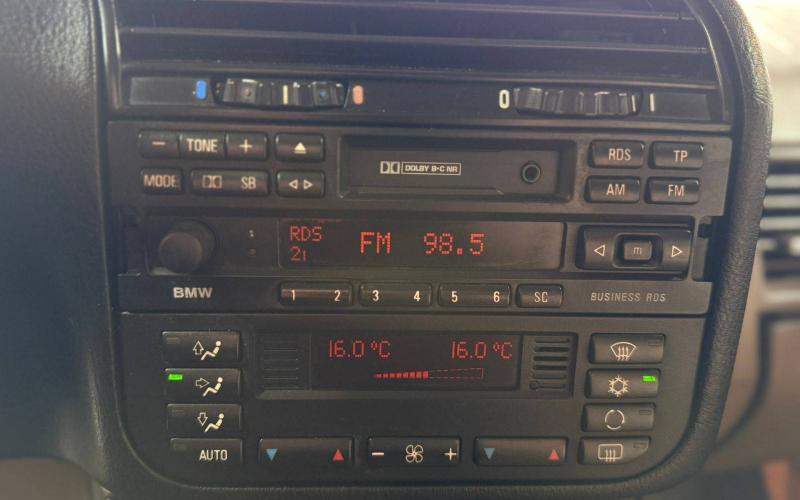 0
− TONE +
DOLBY B·C NR
RDS TP
MODE SB
AM FM
RDS
FM 98.5
21
m
BMW
1 2 3 4 5 6 SC
BUSINESS RDS
16.0 °C 16.0 °C
AUTO
− +